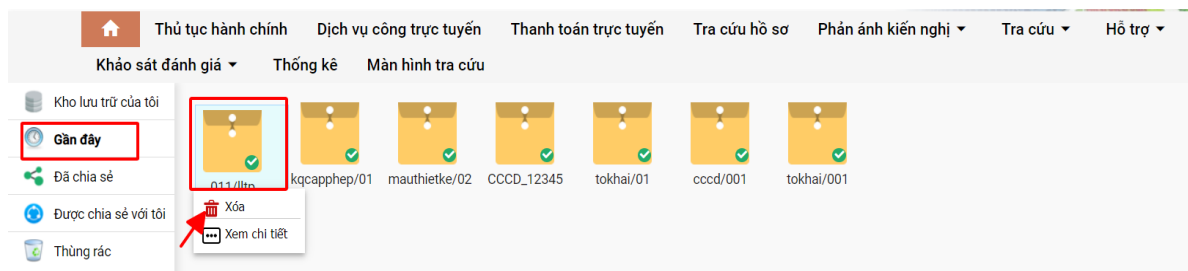 Thủ tục hành chính Dịch vụ công trực tuyến Thanh toán trực tuyến Tra cứu hồ sơ Phản ánh kiến nghị Tra cứu Hỗ trợ
Khảo sát đánh giá Thống kê Màn hình tra cứu
Kho lưu trữ của tôi
Gần đây
Đã chia sẻ
Được chia sẻ với tôi
Thùng rác
011/lltp kqcapphep/01 mauthietke/02 CCCD_12345 tokhai/01 cccd/001 tokhai/001
Xóa
Xem chi tiết